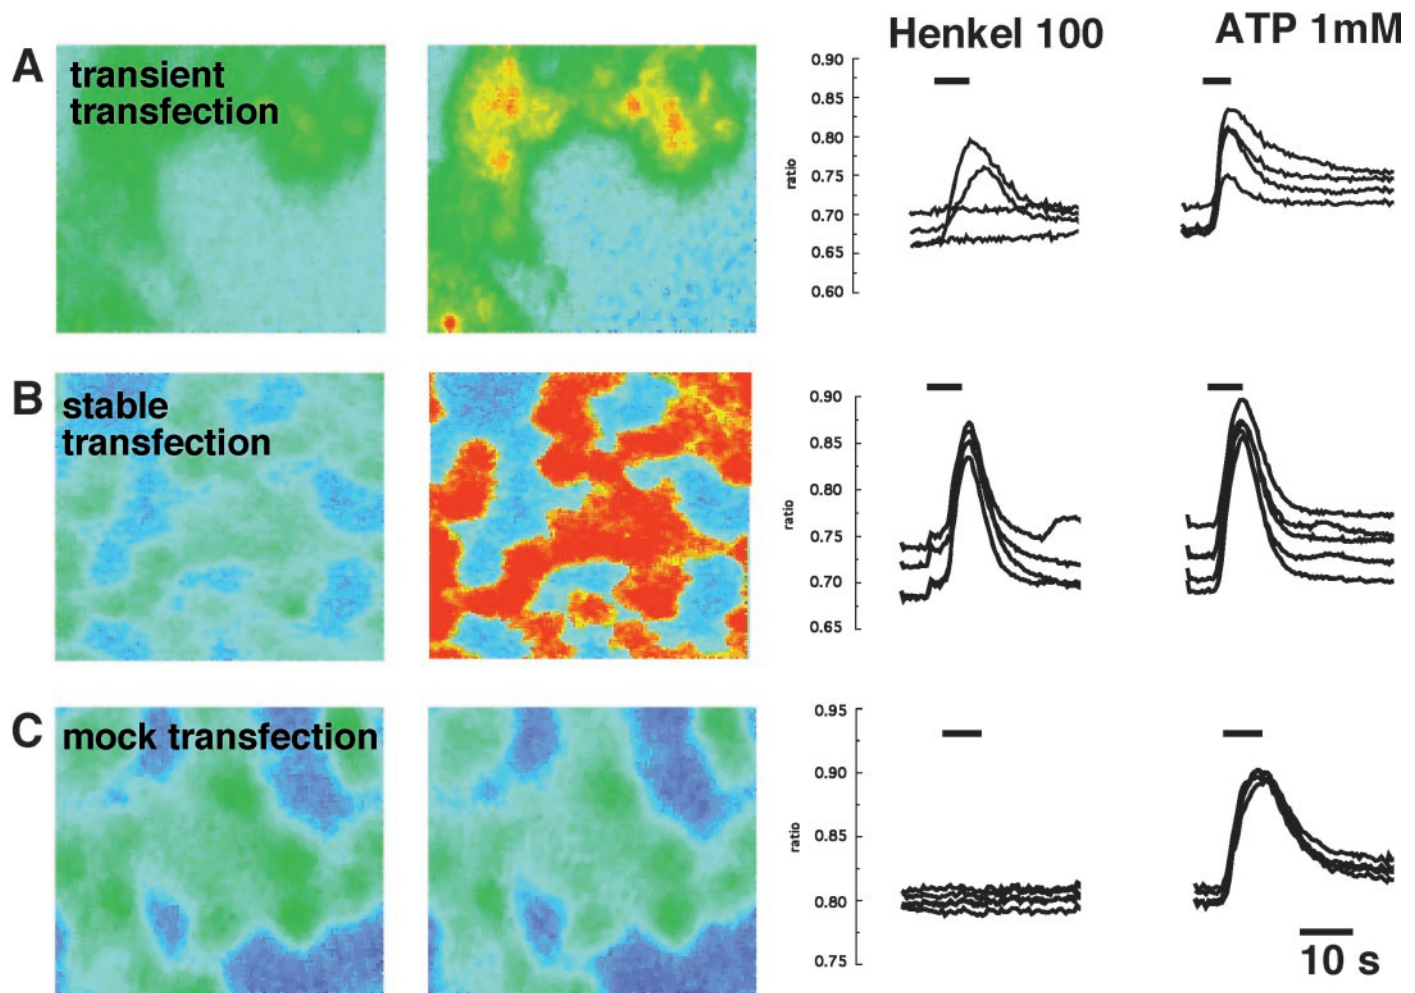 Henkel 100
ATP 1mM
A
transient
transfection
0.90
0.85
0.80
0.75
0.70
0.65
0.60
ratio
B
stable
transfection
0.90
0.85
0.80
0.75
0.70
0.65
ratio
C
mock transfection
0.95
0.90
0.85
0.80
0.75
ratio
10 s